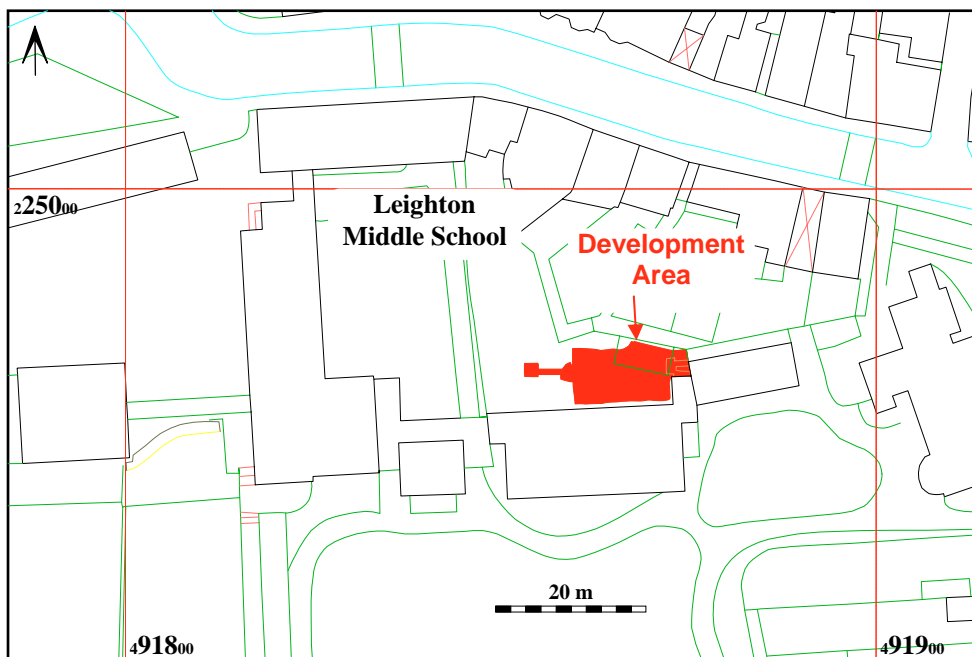 225000
Leighton
Middle School
Development
Area
20 m
491800
491900